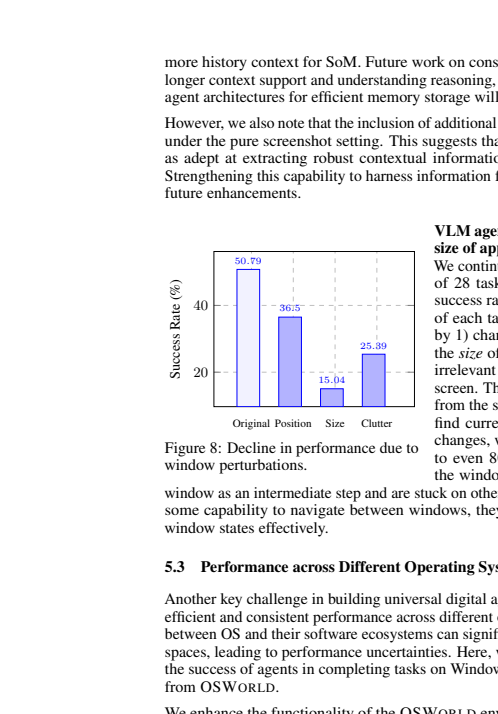 more history context for SoM. Future work on cons
longer context support and understanding reasoning,
agent architectures for efficient memory storage will
However, we also note that the inclusion of additional
under the pure screenshot setting. This suggests tha
as adept at extracting robust contextual informatio
Strengthening this capability to harness information f
future enhancements.
50.79
36.5
15.04
25.39
40
20
Success Rate (%)
Original Position Size Clutter
Figure 8: Decline in performance due to
window perturbations.
VLM age
size of ap
We contin
of 28 task
success ra
of each ta
by 1) char
the size of
irrelevant
screen. Th
from the s
find curre
changes, w
to even 8
the windo
window as an intermediate step and are stuck on othe
some capability to navigate between windows, they
window states effectively.
5.3 Performance across Different Operating Sys
Another key challenge in building universal digital a
efficient and consistent performance across different
between OS and their software ecosystems can signif
spaces, leading to performance uncertainties. Here, w
the success of agents in completing tasks on Window
from OSWORLD.
We enhance the functionality of the OSWORLD env